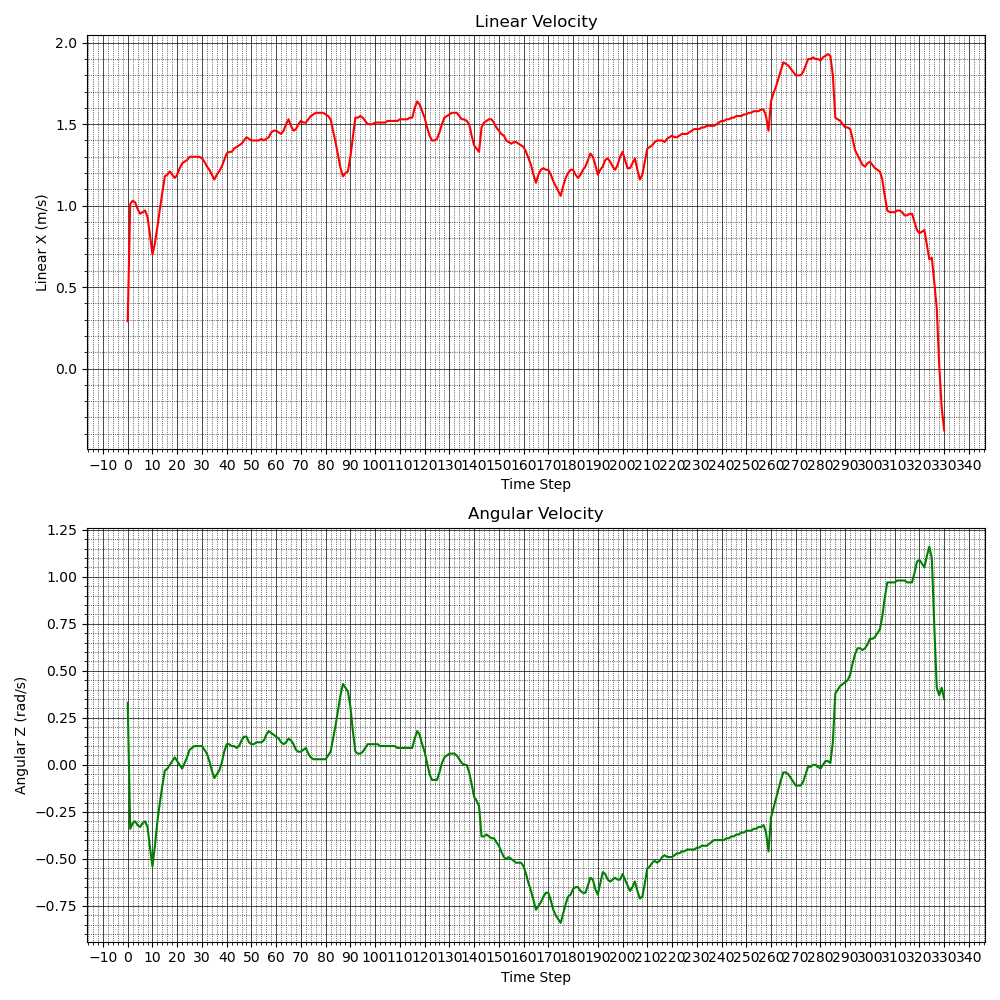 Linear Velocity
2.0
1.5
1.0
0.5
0.0
Linear X (m/s)
−10 0 10 20 30 40 50 60 70 80 90 100 110 120 130 140 150 160 170 180 190 200 210 220 230 240 250 260 270 280 290 300 310 320 330 340
Time Step
Angular Velocity
1.25
1.00
0.75
0.50
0.25
0.00
−0.25
−0.50
−0.75
Angular Z (rad/s)
−10 0 10 20 30 40 50 60 70 80 90 100 110 120 130 140 150 160 170 180 190 200 210 220 230 240 250 260 270 280 290 300 310 320 330 340
Time Step